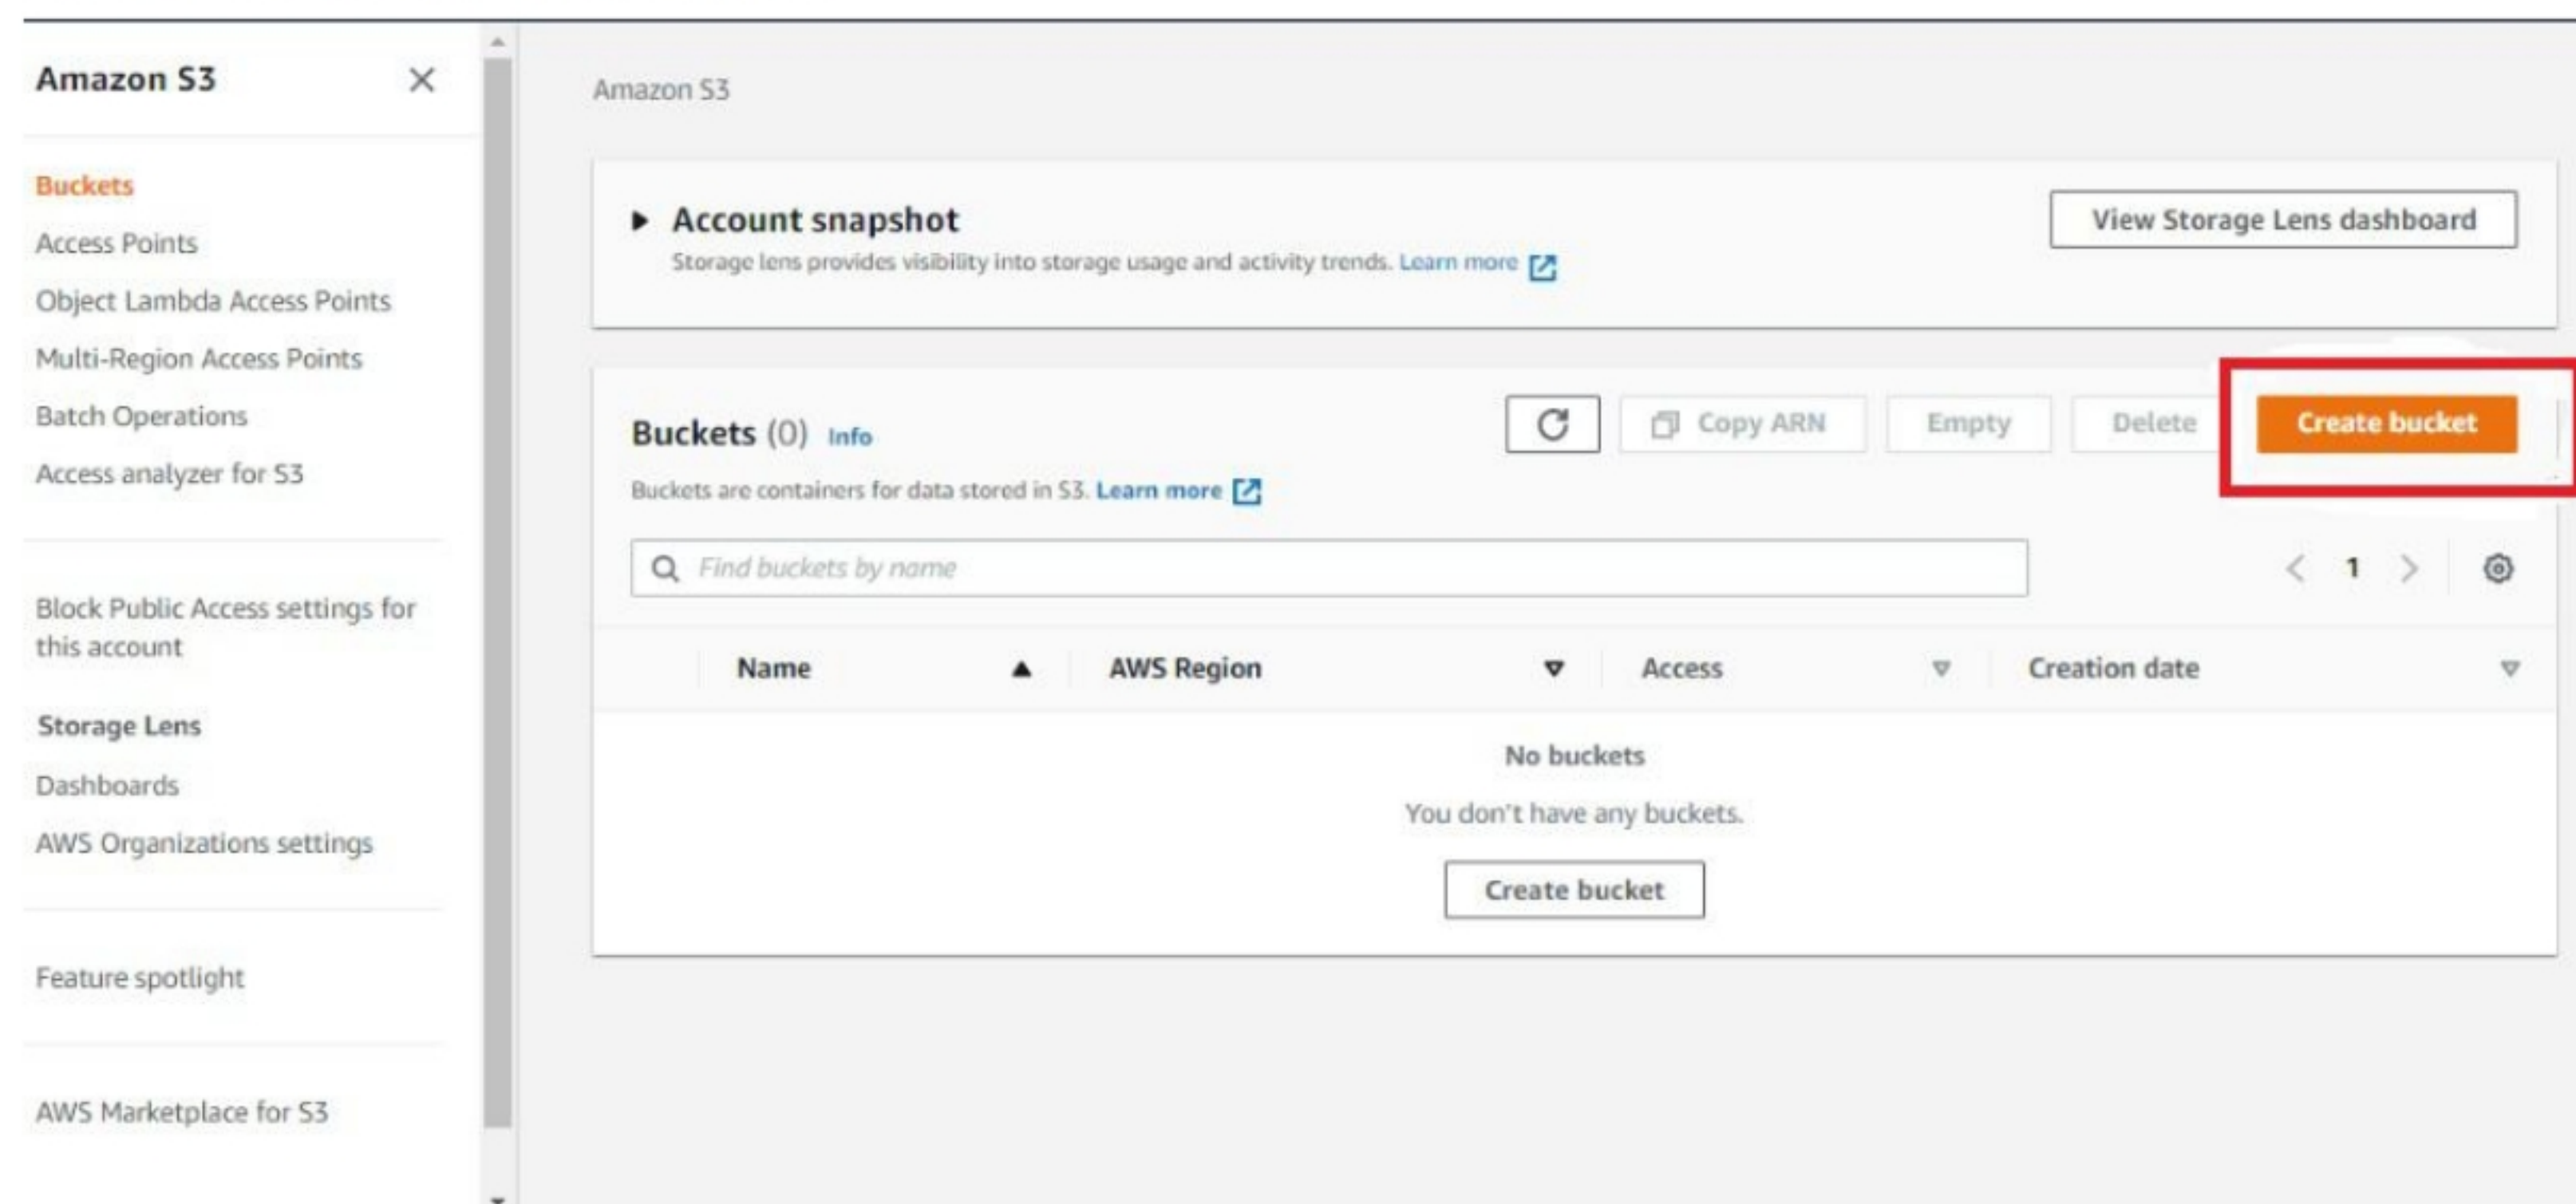 Amazon S3
Buckets
Access Points
Object Lambda Access Points
Multi-Region Access Points
Batch Operations
Access analyzer for S3
Block Public Access settings for
this account
Storage Lens
Dashboards
AWS Organizations settings
Feature spotlight
AWS Marketplace for S3
Amazon S3
Account snapshot
View Storage Lens dashboard
Storage lens provides visibility into storage usage and activity trends. Learn more
Buckets (0) Info
Copy ARN Empty Delete Create bucket
Buckets are containers for data stored in S3. Learn more
Find buckets by name
1
Name AWS Region Access Creation date
No buckets
You don't have any buckets.
Create bucket